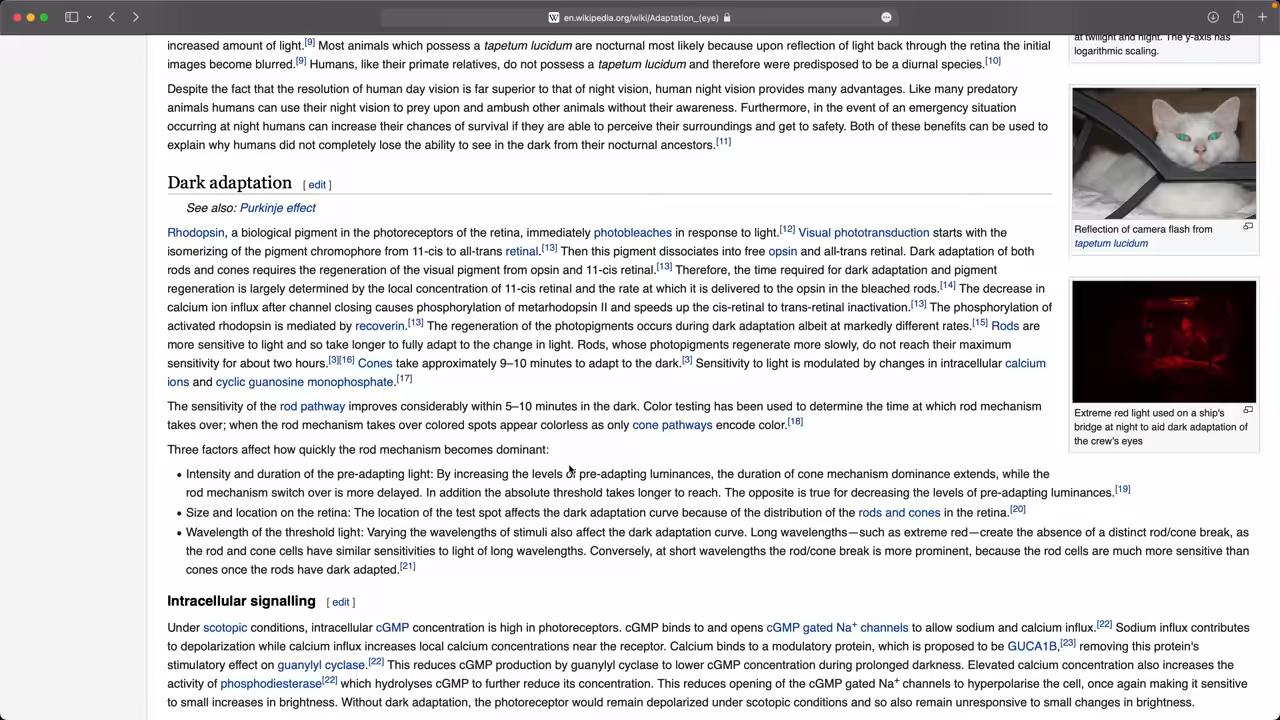 en.wikipedia.org/wiki/Adaptation_(eye)
increased amount of light.[9] Most animals which possess a tapetum lucidum are nocturnal most likely because upon reflection of light back through the retina the initial
images become blurred.[9] Humans, like their primate relatives, do not possess a tapetum lucidum and therefore were predisposed to be a diurnal species.[10]
Despite the fact that the resolution of human day vision is far superior to that of night vision, human night vision provides many advantages. Like many predatory
animals humans can use their night vision to prey upon and ambush other animals without their awareness. Furthermore, in the event of an emergency situation
occurring at night humans can increase their chances of survival if they are able to perceive their surroundings and get to safety. Both of these benefits can be used to
explain why humans did not completely lose the ability to see in the dark from their nocturnal ancestors.[11]
Dark adaptation [ edit ]
See also: Purkinje effect
Rhodopsin, a biological pigment in the photoreceptors of the retina, immediately photobleaches in response to light.[12] Visual phototransduction starts with the
isomerizing of the pigment chromophore from 11-cis to all-trans retinal.[13] Then this pigment dissociates into free opsin and all-trans retinal. Dark adaptation of both
rods and cones requires the regeneration of the visual pigment from opsin and 11-cis retinal.[13] Therefore, the time required for dark adaptation and pigment
regeneration is largely determined by the local concentration of 11-cis retinal and the rate at which it is delivered to the opsin in the bleached rods.[14] The decrease in
calcium ion influx after channel closing causes phosphorylation of metarhodopsin II and speeds up the cis-retinal to trans-retinal inactivation.[13] The phosphorylation of
activated rhodopsin is mediated by recoverin.[13] The regeneration of the photopigments occurs during dark adaptation albeit at markedly different rates.[15] Rods are
more sensitive to light and so take longer to fully adapt to the change in light. Rods, whose photopigments regenerate more slowly, do not reach their maximum
sensitivity for about two hours.[3][16] Cones take approximately 9–10 minutes to adapt to the dark.[3] Sensitivity to light is modulated by changes in intracellular calcium
ions and cyclic guanosine monophosphate.[17]
The sensitivity of the rod pathway improves considerably within 5–10 minutes in the dark. Color testing has been used to determine the time at which rod mechanism
takes over; when the rod mechanism takes over colored spots appear colorless as only cone pathways encode color.[18]
Three factors affect how quickly the rod mechanism becomes dominant:
• Intensity and duration of the pre-adapting light: By increasing the levels of pre-adapting luminances, the duration of cone mechanism dominance extends, while the
rod mechanism switch over is more delayed. In addition the absolute threshold takes longer to reach. The opposite is true for decreasing the levels of pre-adapting luminances.[19]
• Size and location on the retina: The location of the test spot affects the dark adaptation curve because of the distribution of the rods and cones in the retina.[20]
• Wavelength of the threshold light: Varying the wavelengths of stimuli also affect the dark adaptation curve. Long wavelengths—such as extreme red—create the absence of a distinct rod/cone break, as
the rod and cone cells have similar sensitivities to light of long wavelengths. Conversely, at short wavelengths the rod/cone break is more prominent, because the rod cells are much more sensitive than
cones once the rods have dark adapted.[21]
Intracellular signalling [ edit ]
Under scotopic conditions, intracellular cGMP concentration is high in photoreceptors. cGMP binds to and opens cGMP gated Na+ channels to allow sodium and calcium influx.[22] Sodium influx contributes
to depolarization while calcium influx increases local calcium concentrations near the receptor. Calcium binds to a modulatory protein, which is proposed to be GUCA1B,[23] removing this protein's
stimulatory effect on guanylyl cyclase.[22] This reduces cGMP production by guanylyl cyclase to lower cGMP concentration during prolonged darkness. Elevated calcium concentration also increases the
activity of phosphodiesterase[22] which hydrolyses cGMP to further reduce its concentration. This reduces opening of the cGMP gated Na+ channels to hyperpolarise the cell, once again making it sensitive
to small increases in brightness. Without dark adaptation, the photoreceptor would remain depolarized under scotopic conditions and so also remain unresponsive to small changes in brightness.
at twilight and night. The y-axis has
logarithmic scaling.
Reflection of camera flash from
tapetum lucidum
Extreme red light used on a ship's
bridge at night to aid dark adaptation of
the crew's eyes